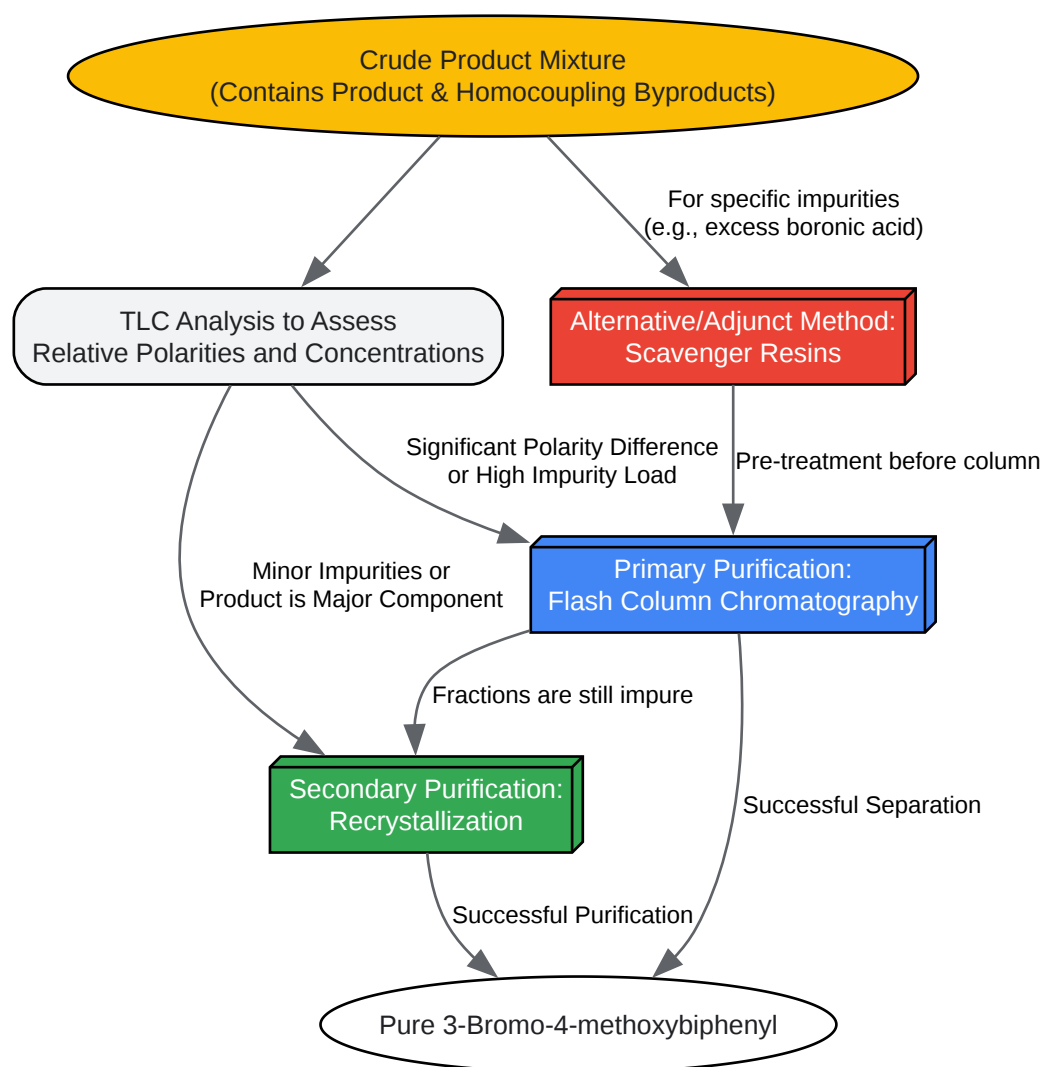 Crude Product Mixture
(Contains Product & Homocoupling Byproducts)
For specific impurities
(e.g., excess boronic acid)
TLC Analysis to Assess
Relative Polarities and Concentrations
Alternative/Adjunct Method:
Scavenger Resins
Significant Polarity Difference
or High Impurity Load
Pre-treatment before column
Minor Impurities or
Product is Major Component
Primary Purification:
Flash Column Chromatography
Fractions are still impure
Secondary Purification:
Recrystallization
Successful Separation
Successful Purification
Pure 3-Bromo-4-methoxybiphenyl